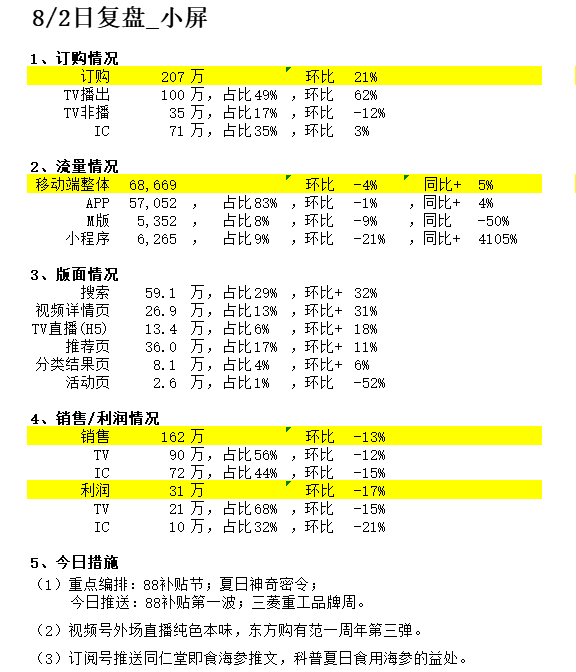 8/2日复盘_小屏
1、订购情况
订购 207 万 环比 21%
TV播出 100 万，占比49% ，环比 62%
TV非播 35 万，占比17% ，环比 -12%
IC 71 万，占比35% ，环比 3%
2、流量情况
移动端整体 68,669 环比 -4% 同比+ 5%
APP 57,052 ， 占比83% ，环比 -1% ，同比+ 4%
M版 5,352 ， 占比8% ，环比 -9% ，同比 -50%
小程序 6,265 ， 占比9% ，环比 -21% ，同比+ 4105%
3、版面情况
搜索 59.1 万，占比29% ，环比+ 32%
视频详情页 26.9 万，占比13% ，环比+ 31%
TV直播(H5) 13.4 万，占比6% ，环比+ 18%
推荐页 36.0 万，占比17% ，环比+ 11%
分类结果页 8.1 万，占比4% ，环比+ 6%
活动页 2.6 万，占比1% ，环比 -52%
4、销售/利润情况
销售 162 万 环比 -13%
TV 90 万，占比56% ，环比 -12%
IC 72 万，占比44% ，环比 -15%
利润 31 万 环比 -17%
TV 21 万，占比68% ，环比 -15%
IC 10 万，占比32% ，环比 -21%
5、今日措施
（1）重点编排：88补贴节；夏日神奇密令；
今日推送：88补贴第一波；三菱重工品牌周。
（2）视频号外场直播纯色本味，东方购有范一周年第三弹。
（3）订阅号推送同仁堂即食海参推文，科普夏日食用海参的益处。